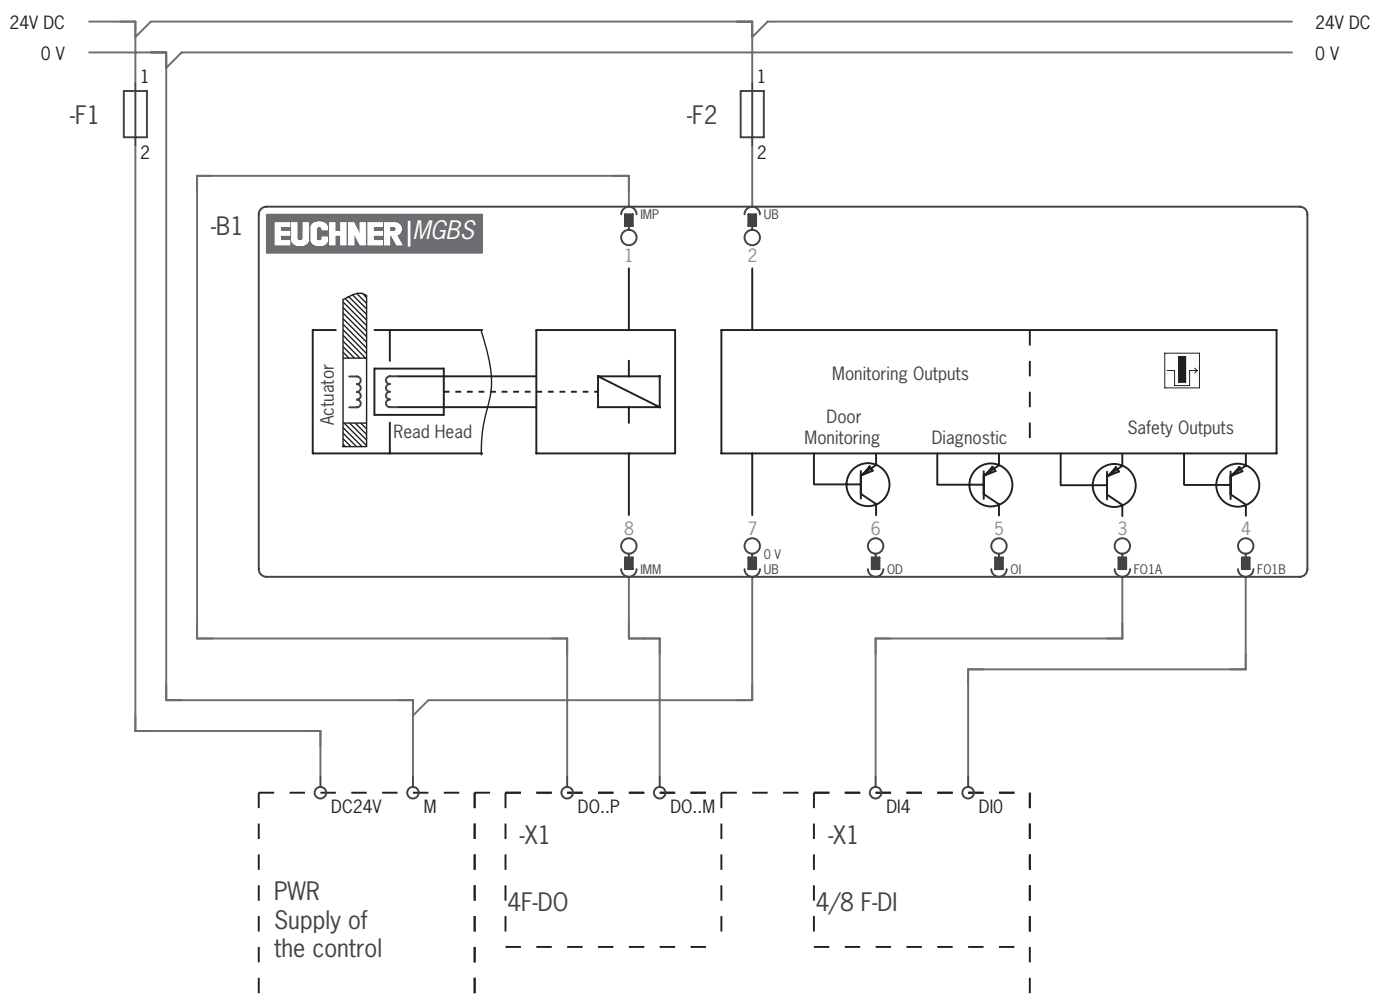 24V DC
24V DC
0 V
0 V
1
1
-F1
-F2
2
2
-B1
EUCHNER|MGBS
IMP
UB
1
2
Actuator
Read Head
Monitoring Outputs
Door
Monitoring
Diagnostic
Safety Outputs
8
7
6
5
3
4
0 V
IMM
UB
OD
OI
FO1A
FO1B
DC24V
M
DO..P
DO..M
DI4
DI0
-X1
-X1
PWR
Supply of
the control
4F-DO
4/8 F-DI